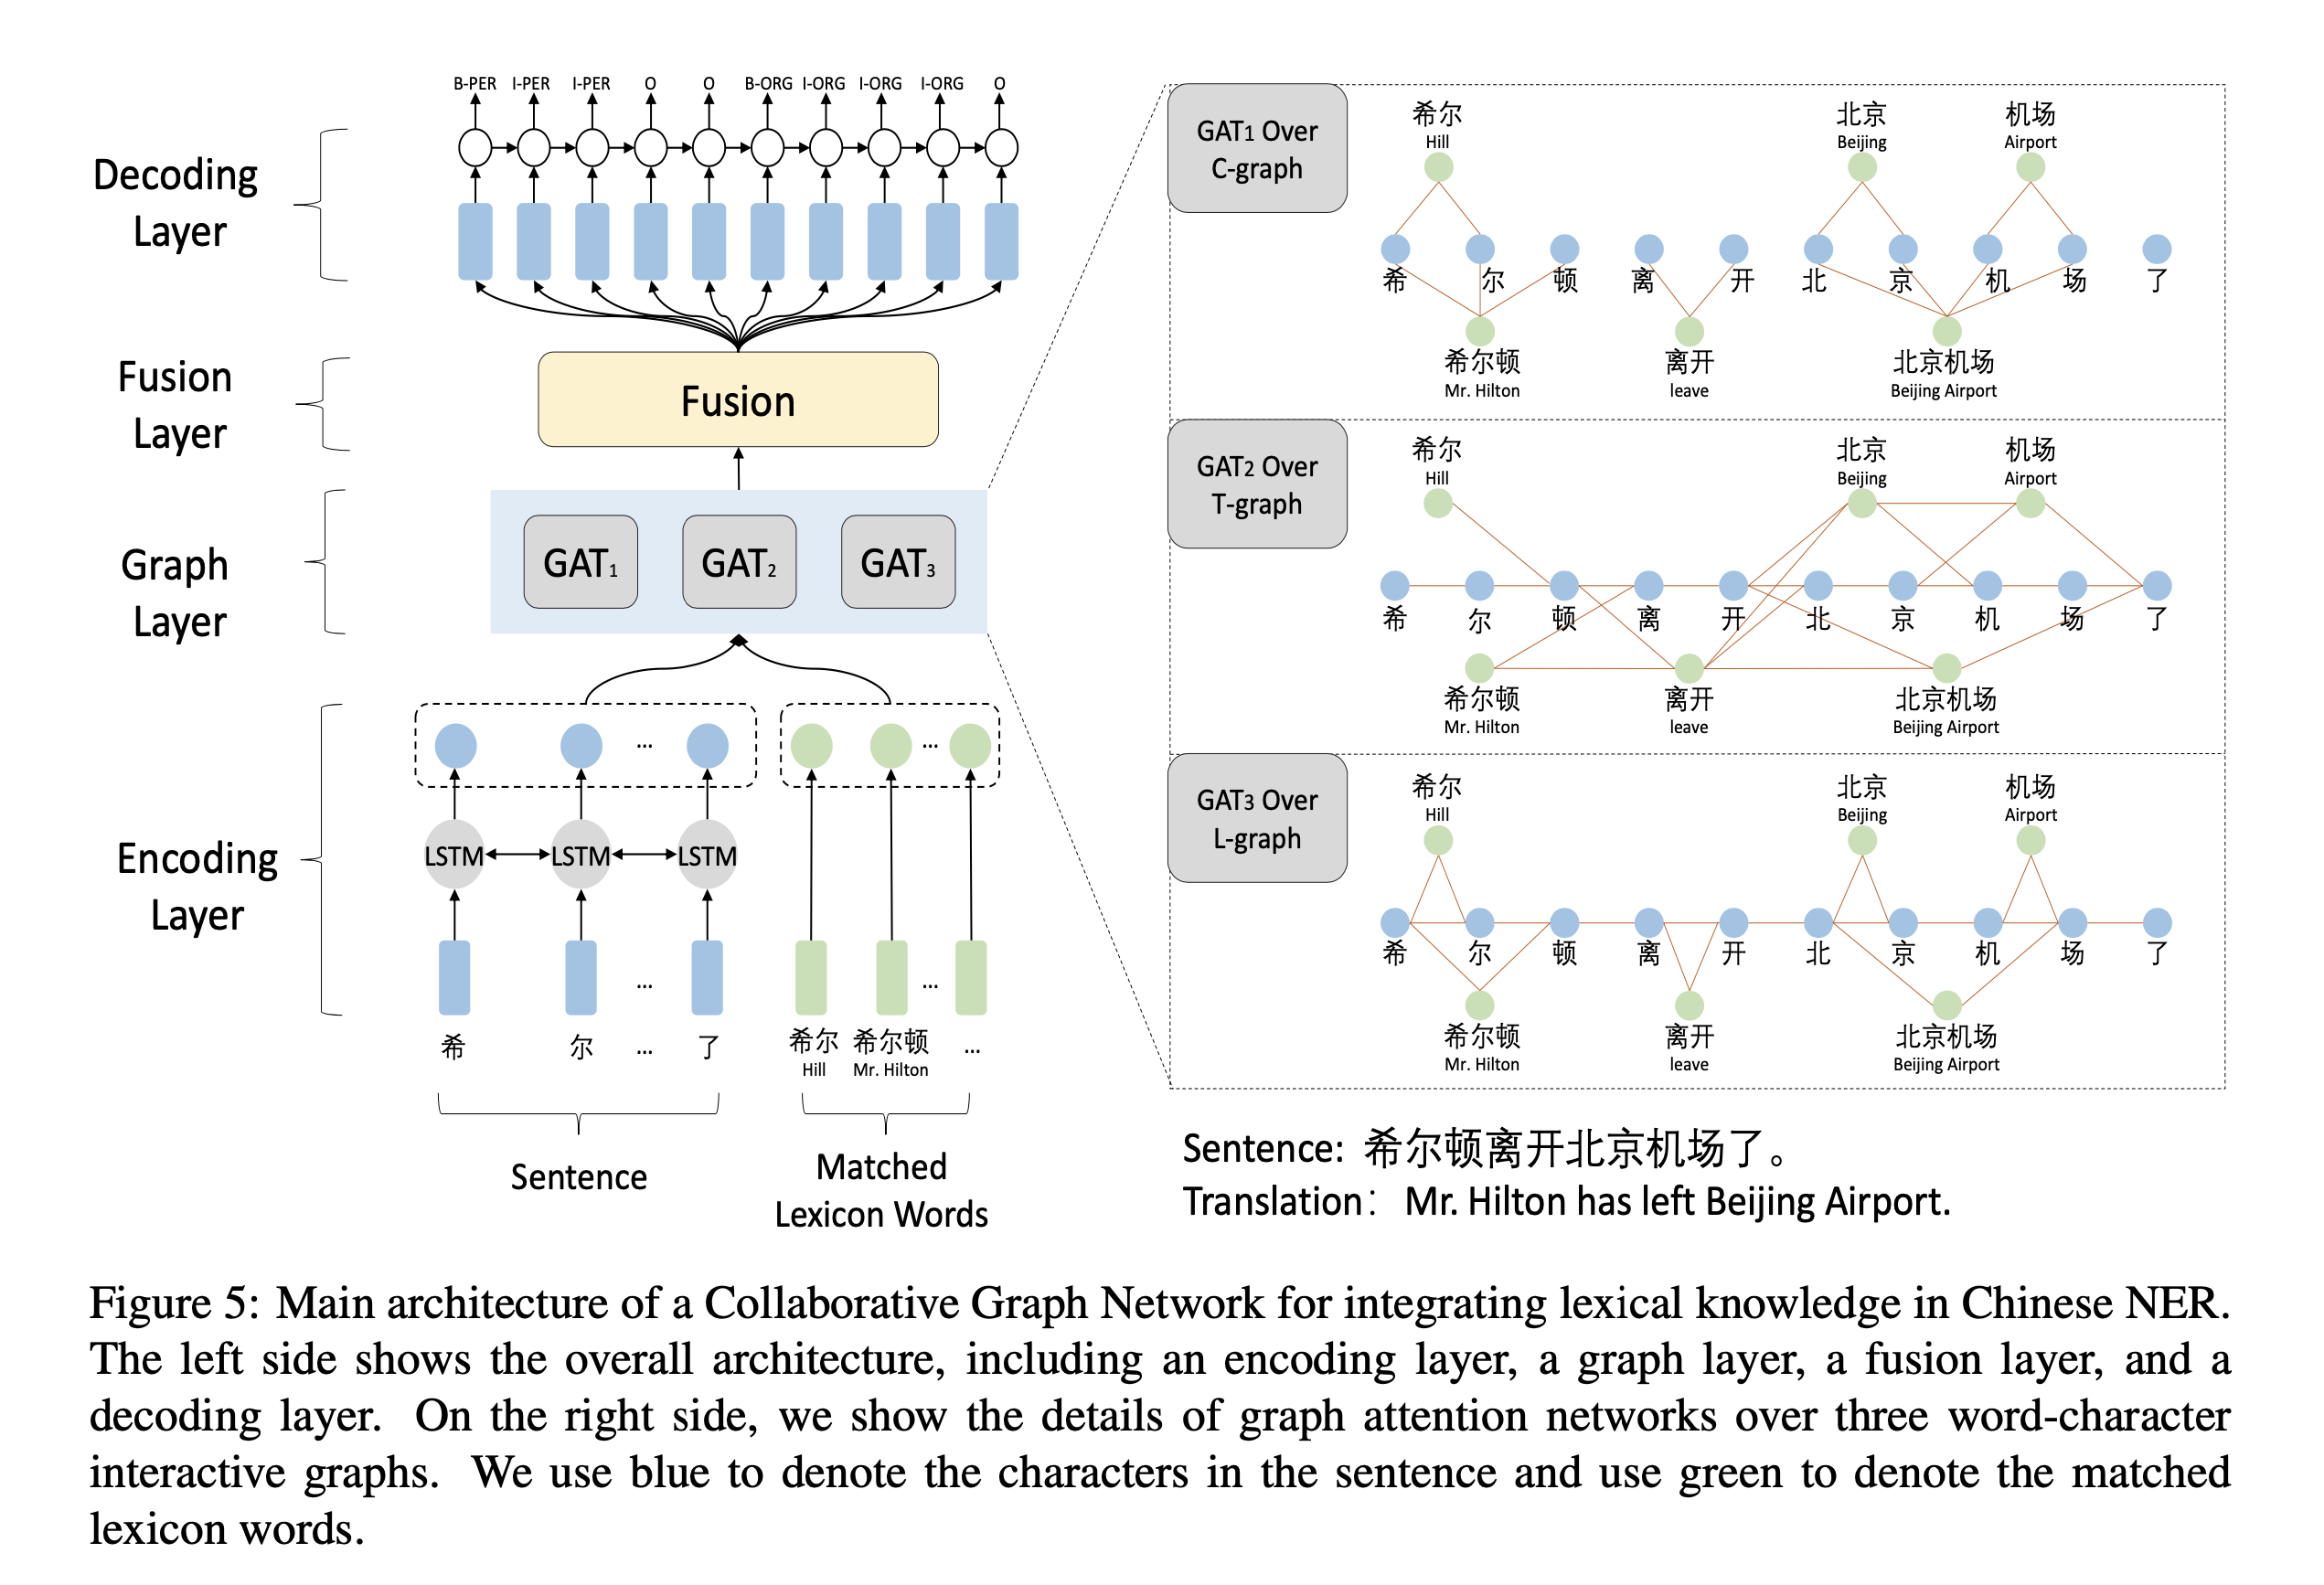 B-PER I-PER I-PER O O B-ORG I-ORG I-ORG I-ORG O
Decoding
Layer
Fusion
Layer
Fusion
Graph
Layer
GAT1 GAT2 GAT3
Encoding
Layer
... ...
LSTM LSTM LSTM
... ...
希 尔 ... 了 希尔 希尔顿 ...
Hill Mr. Hilton
Sentence
Matched
Lexicon Words
GAT1 Over
C-graph
希尔 北京 机场
Hill Beijing Airport
希 尔 顿 离 开 北 京 机 场 了
希尔顿 离开 北京机场
Mr. Hilton leave Beijing Airport
GAT2 Over
T-graph
希尔 北京 机场
Hill Beijing Airport
希 尔 顿 离 开 北 京 机 场 了
希尔顿 离开 北京机场
Mr. Hilton leave Beijing Airport
GAT3 Over
L-graph
希尔 北京 机场
Hill Beijing Airport
希 尔 顿 离 开 北 京 机 场 了
希尔顿 离开 北京机场
Mr. Hilton leave Beijing Airport
Sentence: 希尔顿离开北京机场了。
Translation： Mr. Hilton has left Beijing Airport.
Figure 5: Main architecture of a Collaborative Graph Network for integrating lexical knowledge in Chinese NER.
The left side shows the overall architecture, including an encoding layer, a graph layer, a fusion layer, and a
decoding layer. On the right side, we show the details of graph attention networks over three word-character
interactive graphs. We use blue to denote the characters in the sentence and use green to denote the matched
lexicon words.